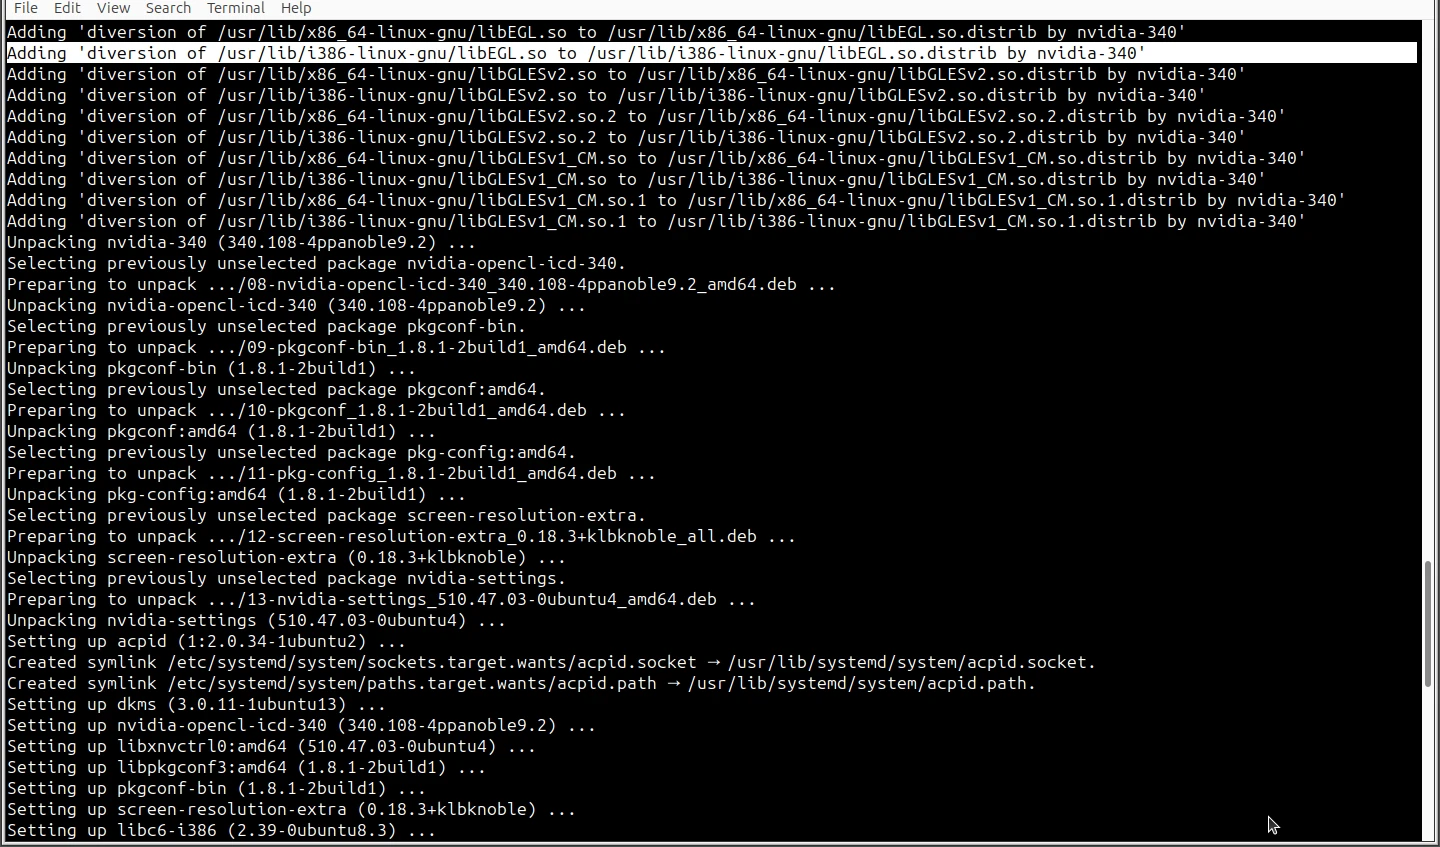 File Edit View Search Terminal Help
Adding 'diversion of /usr/lib/x86_64-linux-gnu/libEGL.so to /usr/lib/x86_64-linux-gnu/libEGL.so.distrib by nvidia-340'
Adding 'diversion of /usr/lib/i386-linux-gnu/libEGL.so to /usr/lib/i386-linux-gnu/libEGL.so.distrib by nvidia-340'
Adding 'diversion of /usr/lib/x86_64-linux-gnu/libGLESv2.so to /usr/lib/x86_64-linux-gnu/libGLESv2.so.distrib by nvidia-340'
Adding 'diversion of /usr/lib/i386-linux-gnu/libGLESv2.so to /usr/lib/i386-linux-gnu/libGLESv2.so.distrib by nvidia-340'
Adding 'diversion of /usr/lib/x86_64-linux-gnu/libGLESv2.so.2 to /usr/lib/x86_64-linux-gnu/libGLESv2.so.2.distrib by nvidia-340'
Adding 'diversion of /usr/lib/i386-linux-gnu/libGLESv2.so.2 to /usr/lib/i386-linux-gnu/libGLESv2.so.2.distrib by nvidia-340'
Adding 'diversion of /usr/lib/x86_64-linux-gnu/libGLESv1_CM.so to /usr/lib/x86_64-linux-gnu/libGLESv1_CM.so.distrib by nvidia-340'
Adding 'diversion of /usr/lib/i386-linux-gnu/libGLESv1_CM.so to /usr/lib/i386-linux-gnu/libGLESv1_CM.so.distrib by nvidia-340'
Adding 'diversion of /usr/lib/x86_64-linux-gnu/libGLESv1_CM.so.1 to /usr/lib/x86_64-linux-gnu/libGLESv1_CM.so.1.distrib by nvidia-340'
Adding 'diversion of /usr/lib/i386-linux-gnu/libGLESv1_CM.so.1 to /usr/lib/i386-linux-gnu/libGLESv1_CM.so.1.distrib by nvidia-340'
Unpacking nvidia-340 (340.108-4ppanoble9.2) ...
Selecting previously unselected package nvidia-opencl-icd-340.
Preparing to unpack .../08-nvidia-opencl-icd-340_340.108-4ppanoble9.2_amd64.deb ...
Unpacking nvidia-opencl-icd-340 (340.108-4ppanoble9.2) ...
Selecting previously unselected package pkgconf-bin.
Preparing to unpack .../09-pkgconf-bin_1.8.1-2build1_amd64.deb ...
Unpacking pkgconf-bin (1.8.1-2build1) ...
Selecting previously unselected package pkgconf:amd64.
Preparing to unpack .../10-pkgconf_1.8.1-2build1_amd64.deb ...
Unpacking pkgconf:amd64 (1.8.1-2build1) ...
Selecting previously unselected package pkg-config:amd64.
Preparing to unpack .../11-pkg-config_1.8.1-2build1_amd64.deb ...
Unpacking pkg-config:amd64 (1.8.1-2build1) ...
Selecting previously unselected package screen-resolution-extra.
Preparing to unpack .../12-screen-resolution-extra_0.18.3+klbknoble_all.deb ...
Unpacking screen-resolution-extra (0.18.3+klbknoble) ...
Selecting previously unselected package nvidia-settings.
Preparing to unpack .../13-nvidia-settings_510.47.03-0ubuntu4_amd64.deb ...
Unpacking nvidia-settings (510.47.03-0ubuntu4) ...
Setting up acpid (1:2.0.34-1ubuntu2) ...
Created symlink /etc/systemd/system/sockets.target.wants/acpid.socket → /usr/lib/systemd/system/acpid.socket.
Created symlink /etc/systemd/system/paths.target.wants/acpid.path → /usr/lib/systemd/system/acpid.path.
Setting up dkms (3.0.11-1ubuntu13) ...
Setting up nvidia-opencl-icd-340 (340.108-4ppanoble9.2) ...
Setting up libxnvctrl0:amd64 (510.47.03-0ubuntu4) ...
Setting up libpkgconf3:amd64 (1.8.1-2build1) ...
Setting up pkgconf-bin (1.8.1-2build1) ...
Setting up screen-resolution-extra (0.18.3+klbknoble) ...
Setting up libc6-i386 (2.39-0ubuntu8.3) ...